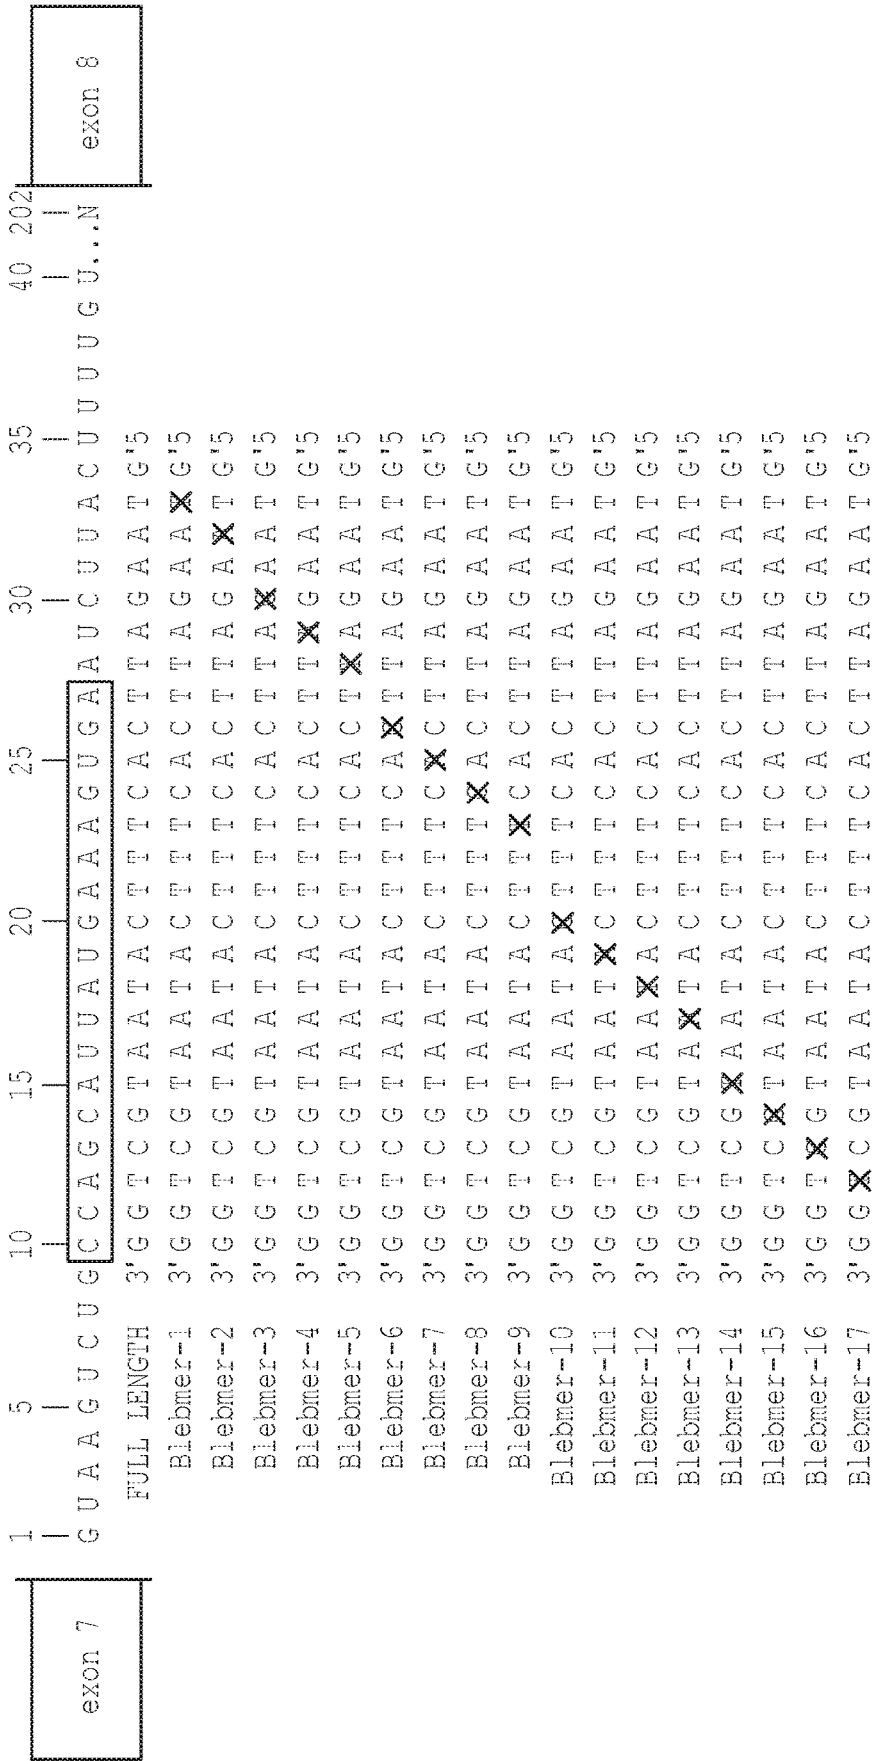 1 5 10 15 20 25 30 35 40 202
exon 7 G U A A G U C U G C C A G C A U U A U G A A A G U G A A U C U U A C U U U U G U...N exon 8
FULL LENGTH 3'G G T C G T A A T A C T T T C A C T T A G A A T G'5
Blebmer-1 3'G G T C G T A A T A C T T T C A C T T A G A A X G'5
Blebmer-2 3'G G T C G T A A T A C T T T C A C T T A G A X T G'5
Blebmer-3 3'G G T C G T A A T A C T T T C A C T T A X A A T G'5
Blebmer-4 3'G G T C G T A A T A C T T T C A C T T X G A A T G'5
Blebmer-5 3'G G T C G T A A T A C T T T C A C T X A G A A T G'5
Blebmer-6 3'G G T C G T A A T A C T T T C A X T T A G A A T G'5
Blebmer-7 3'G G T C G T A A T A C T T T C X C T T A G A A T G'5
Blebmer-8 3'G G T C G T A A T A C T T T X A C T T A G A A T G'5
Blebmer-9 3'G G T C G T A A T A C T T X C A C T T A G A A T G'5
Blebmer-10 3'G G T C G T A A T A X T T T C A C T T A G A A T G'5
Blebmer-11 3'G G T C G T A A T X C T T T C A C T T A G A A T G'5
Blebmer-12 3'G G T C G T A A X A C T T T C A C T T A G A A T G'5
Blebmer-13 3'G G T C G T A X T A C T T T C A C T T A G A A T G'5
Blebmer-14 3'G G T C G X A A T A C T T T C A C T T A G A A T G'5
Blebmer-15 3'G G T C X T A A T A C T T T C A C T T A G A A T G'5
Blebmer-16 3'G G T X G T A A T A C T T T C A C T T A G A A T G'5
Blebmer-17 3'G G X C G T A A T A C T T T C A C T T A G A A T G'5